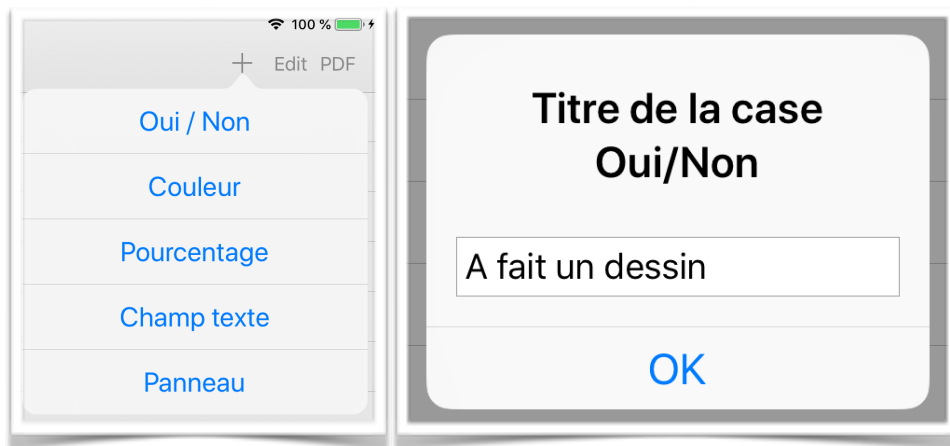 100 %
Edit PDF
Oui / Non
Couleur
Pourcentage
Champ texte
Panneau
Titre de la case
Oui/Non
A fait un dessin
OK